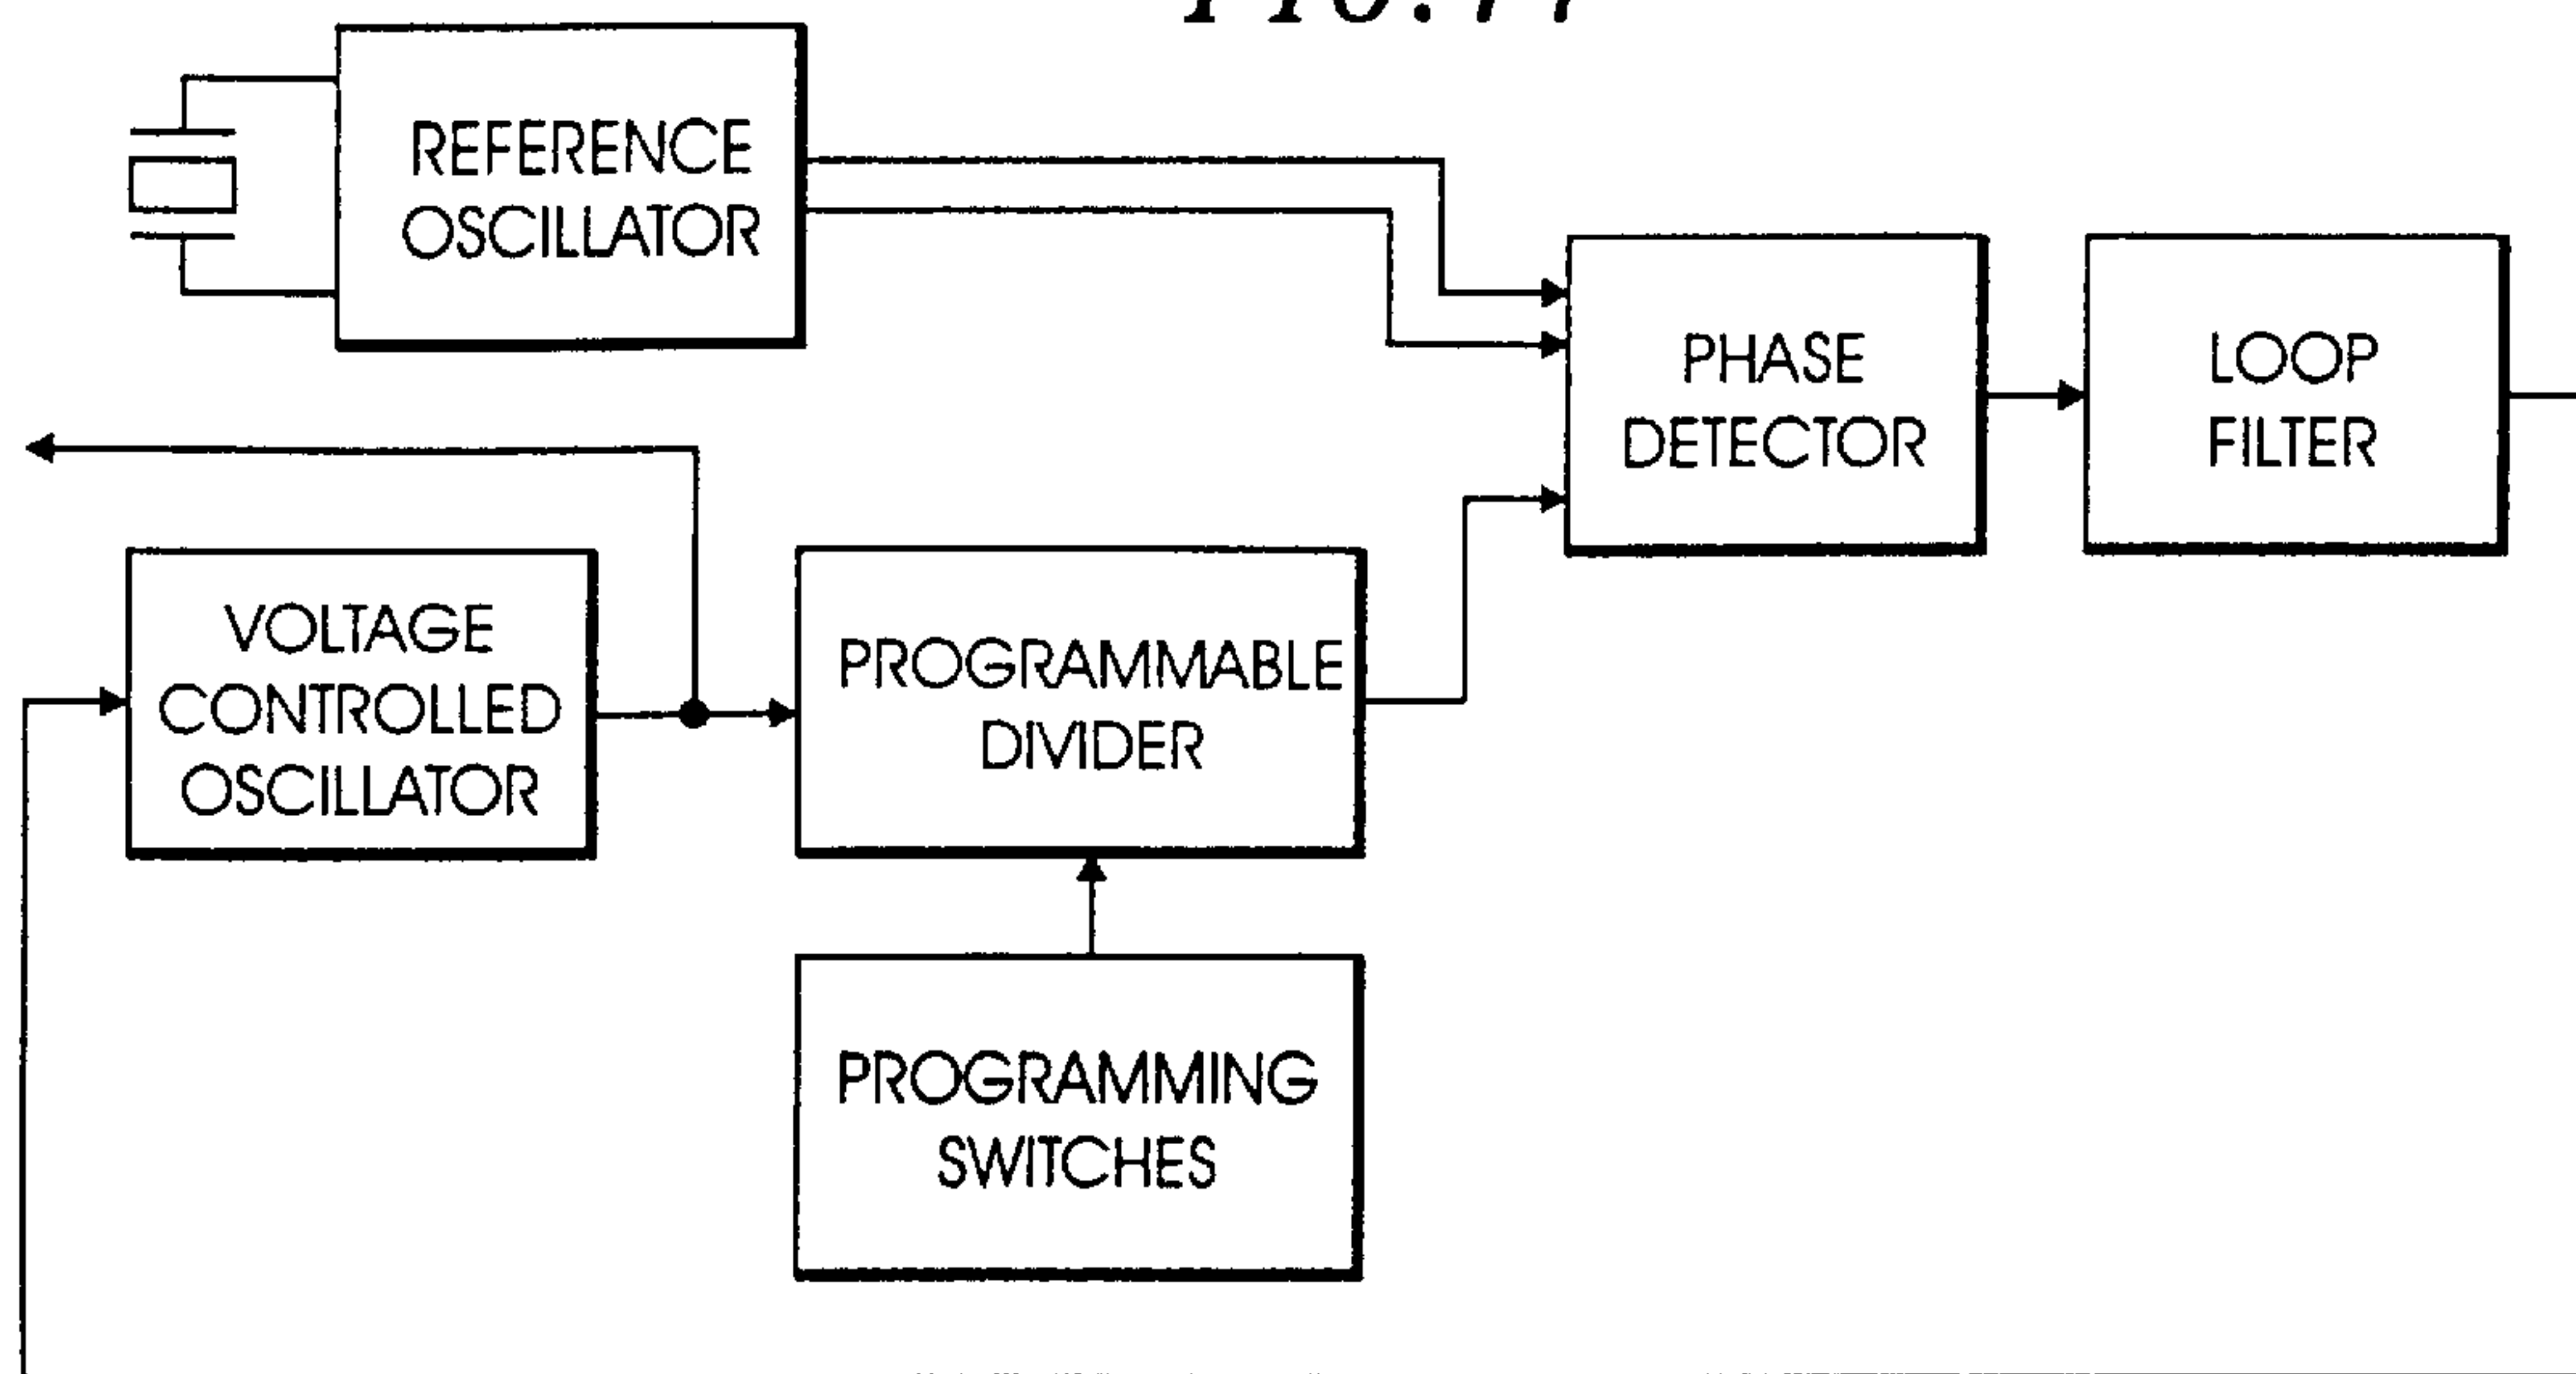 REFERENCE
OSCILLATOR
PHASE
DETECTOR
LOOP
FILTER
VOLTAGE
CONTROLLED
OSCILLATOR
PROGRAMMABLE
DIVIDER
PROGRAMMING
SWITCHES